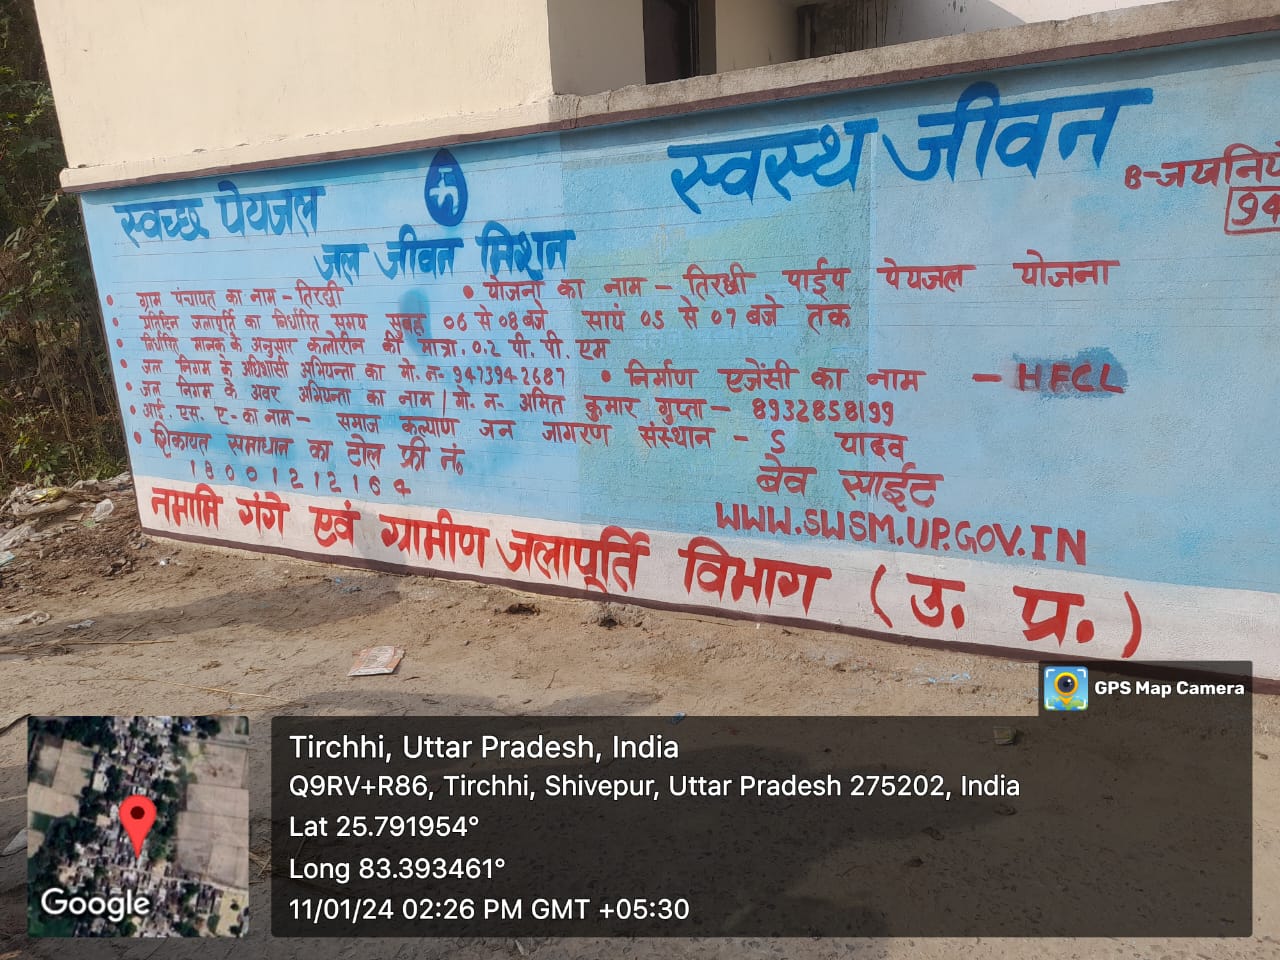 स्वच्छ पेयजल
स्वस्थ जीवन
जल जीवन मिशन
B-जखनियाँ
94
• ग्राम पंचायत का नाम – तिरछी • योजना का नाम – तिरछी पाईप पेयजल योजना
• प्रतिदिन जलापूर्ति का निर्धारित समय सुबह 06 से 08 बजे सायं 05 से 07 बजे तक
• निर्धारित मानक के अनुसार क्लोरीन की मात्रा. 0.2 पी. पी. एम
• जल निगम के अधिशासी अभियन्ता का मो. न- 9473942687 • निर्माण एजेंसी का नाम – HFCL
• जल निगम के अवर अभियन्ता का नाम / मो. न- अमित कुमार गुप्ता – 8932858199
• आई. एस. ए- का नाम – समाज कल्याण जन जागरण संस्थान – S यादव
• शिकायत समाधान का टोल फ्री नं.
18001212164
बेव साईट
WWW.SWSM.UP.GOV.IN
नमामि गंगे एवं ग्रामीण जलापूर्ति विभाग (उ. प्र.)
GPS Map Camera
Tirchhi, Uttar Pradesh, India
Q9RV+R86, Tirchhi, Shivepur, Uttar Pradesh 275202, India
Lat 25.791954°
Long 83.393461°
11/01/24 02:26 PM GMT +05:30
Google